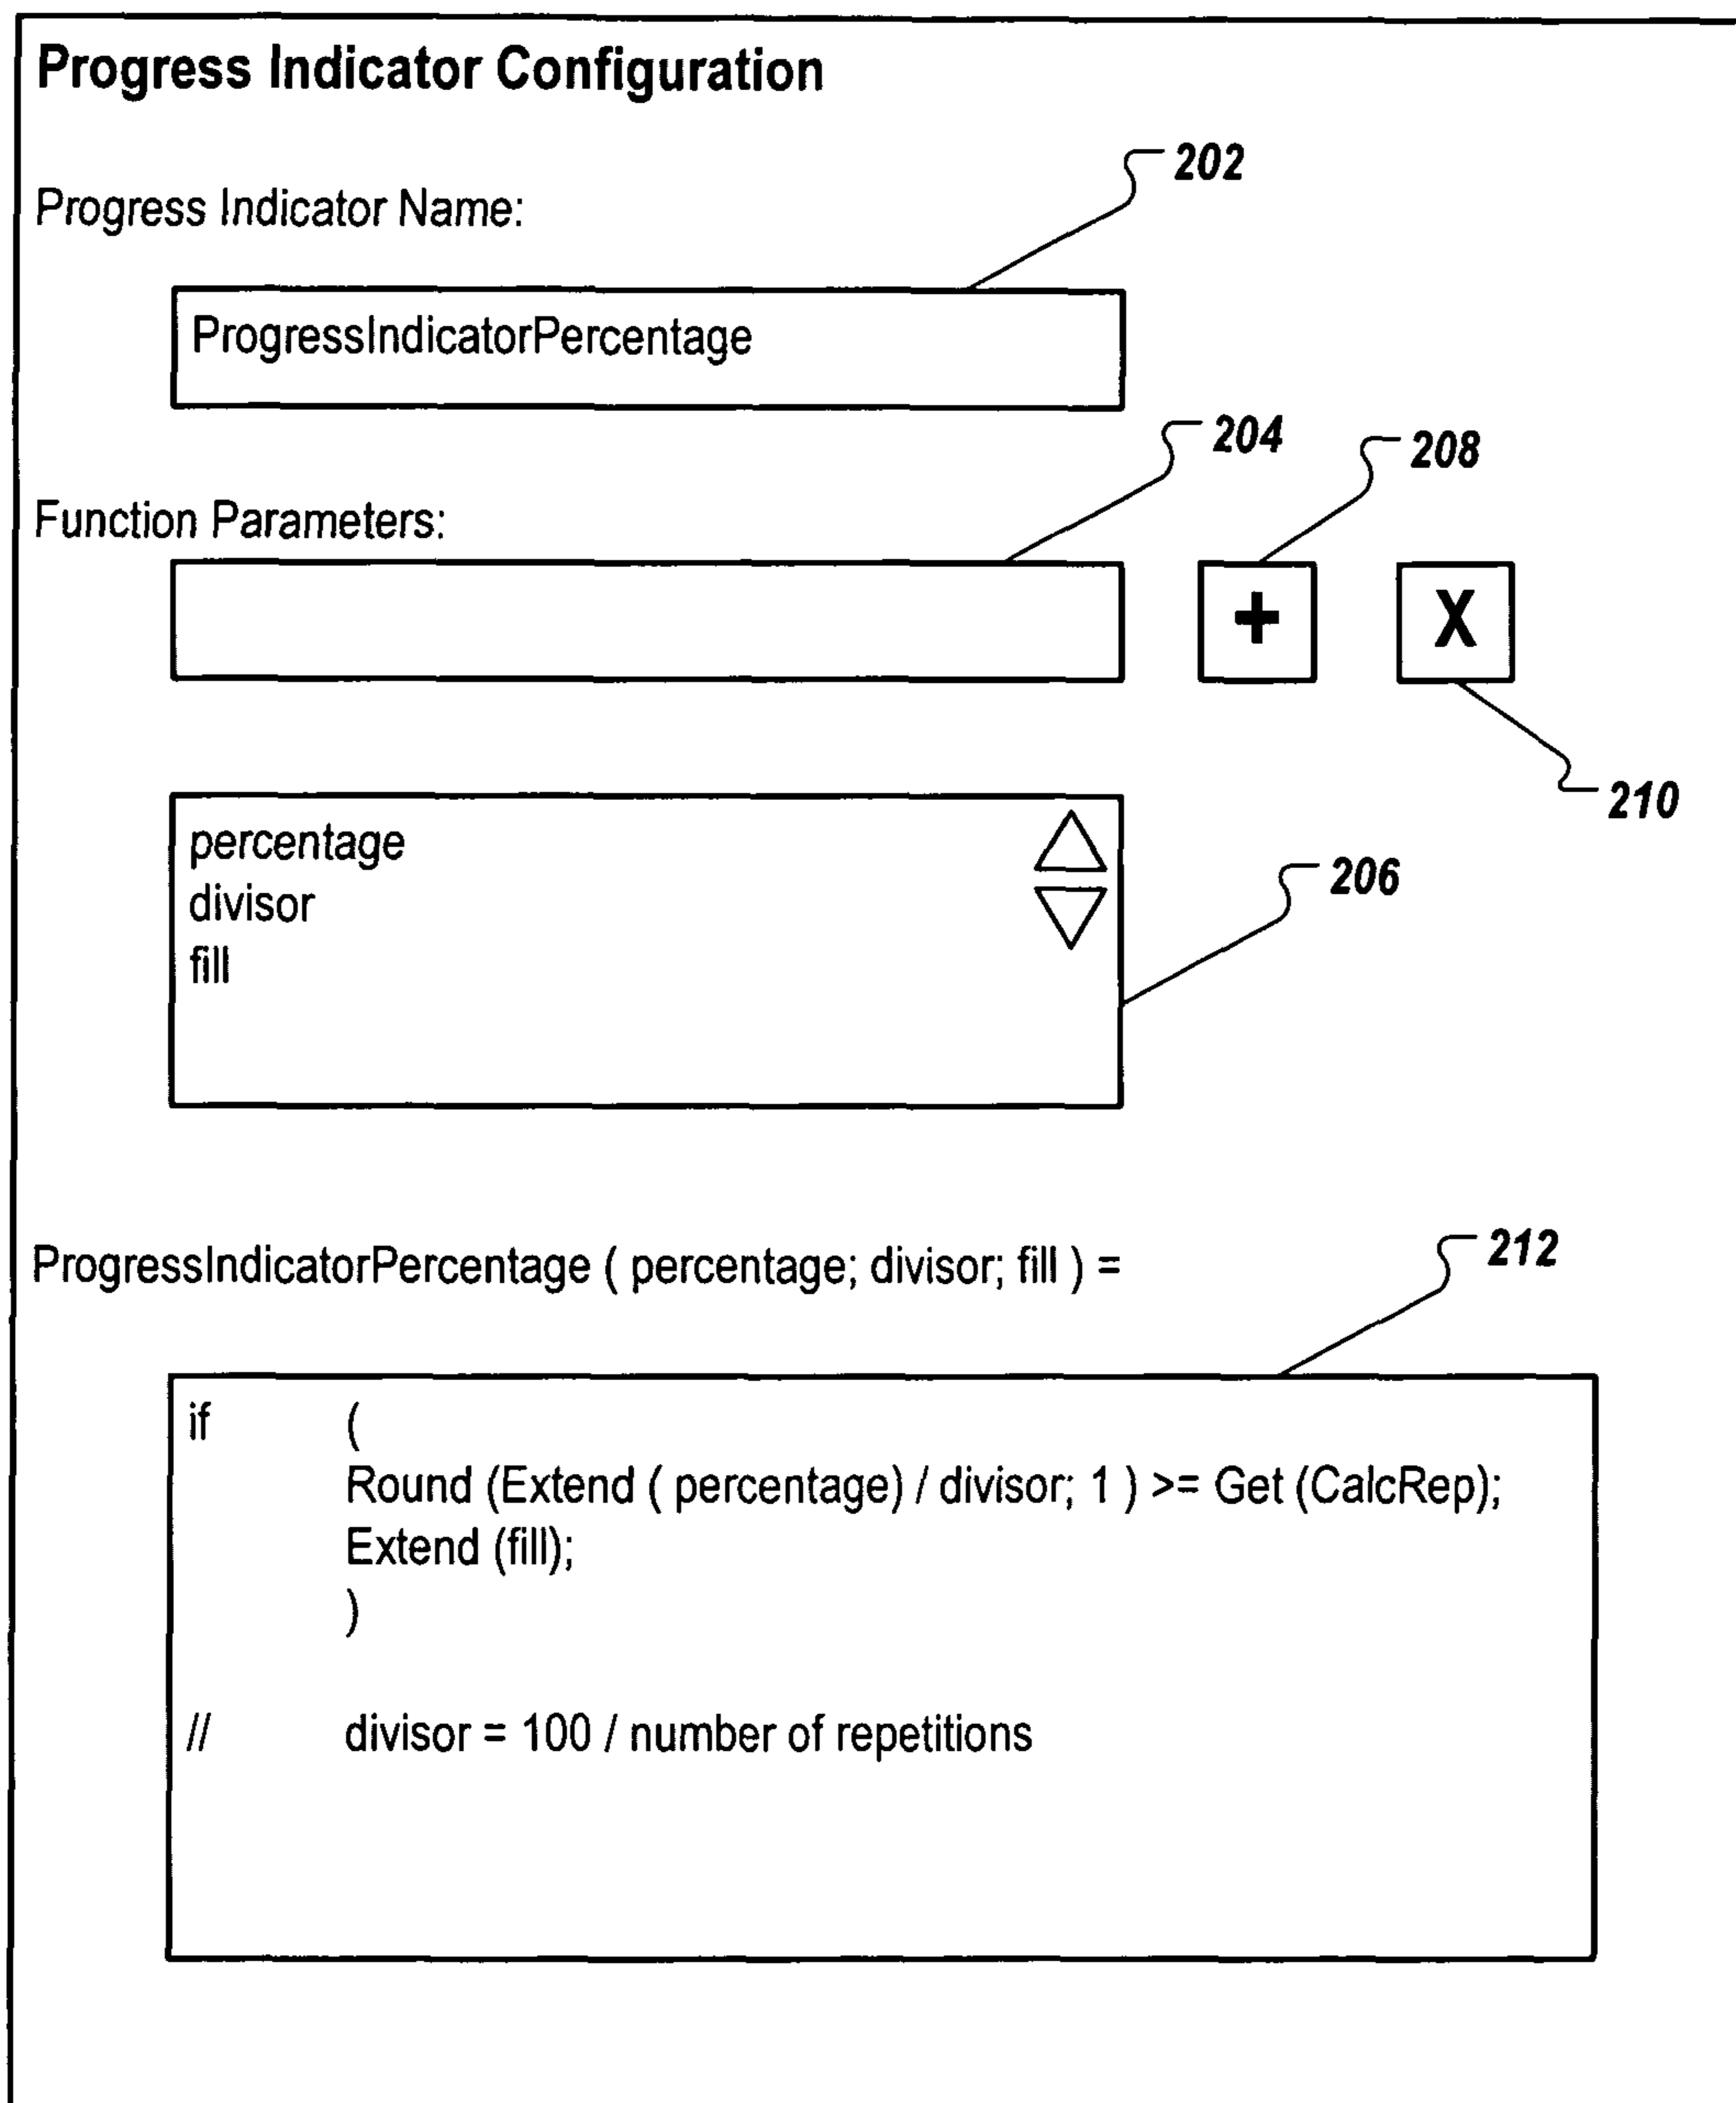 Progress Indicator Configuration
202
Progress Indicator Name:
ProgressIndicatorPercentage
204
208
Function Parameters:
+
X
210
percentage
divisor
fill
206
ProgressIndicatorPercentage ( percentage; divisor; fill ) =
212
if (
Round (Extend ( percentage) / divisor; 1 ) >= Get (CalcRep);
Extend (fill);
)
// divisor = 100 / number of repetitions